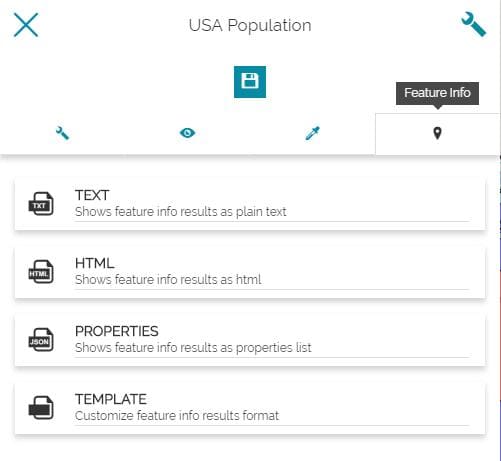 USA Population
Feature Info
TEXT
TXT
Shows feature info results as plain text
HTML
HTML
Shows feature info results as html
PROPERTIES
JSON
Shows feature info results as properties list
TEMPLATE
Customize feature info results format